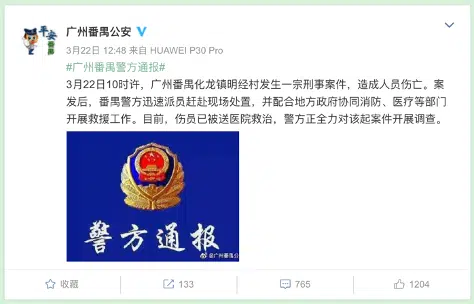 广州番禺公安
3月22日 12:48 来自 HUAWEI P30 Pro
#广州番禺警方通报#
3月22日10时许，广州番禺化龙镇明经村发生一宗刑事案件，造成人员伤亡。案
发后，番禺警方迅速派员赶赴现场处置，并配合地方政府协同消防、医疗等部门
开展救援工作。目前，伤员已被送医院救治，警方正全力对该起案件开展调查。
警方通报
@广州番禺公安
收藏
133
765
1204